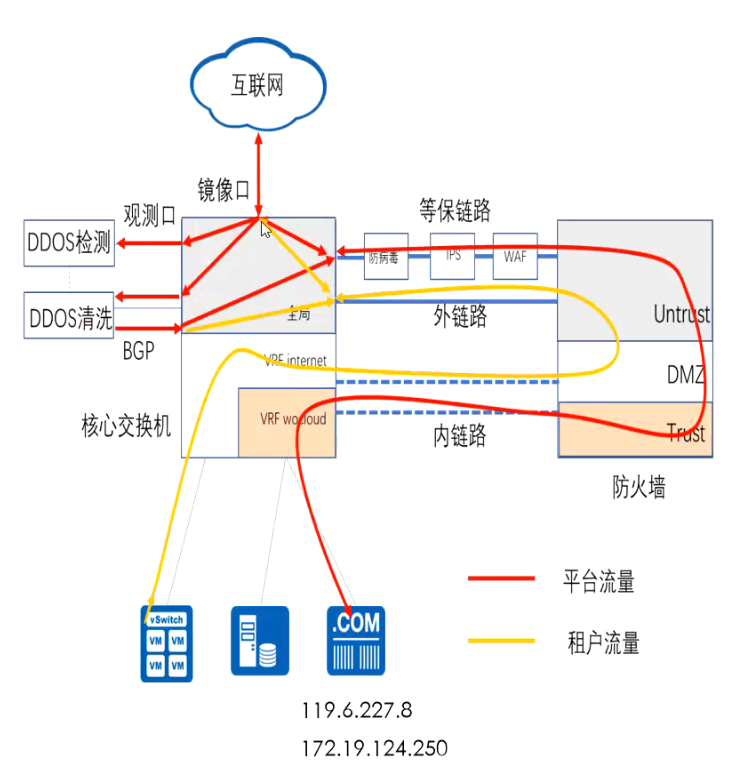 互联网
镜像口
观测口
等保链路
DDOS检测
防病毒
IPS
WAF
DDOS清洗
全局
外链路
Untrust
BGP
VRF internet
DMZ
核心交换机
VRF wocloud
内链路
Trust
防火墙
平台流量
租户流量
vSwitch
VM VM
VM VM
.COM
119.6.227.8
172.19.124.250